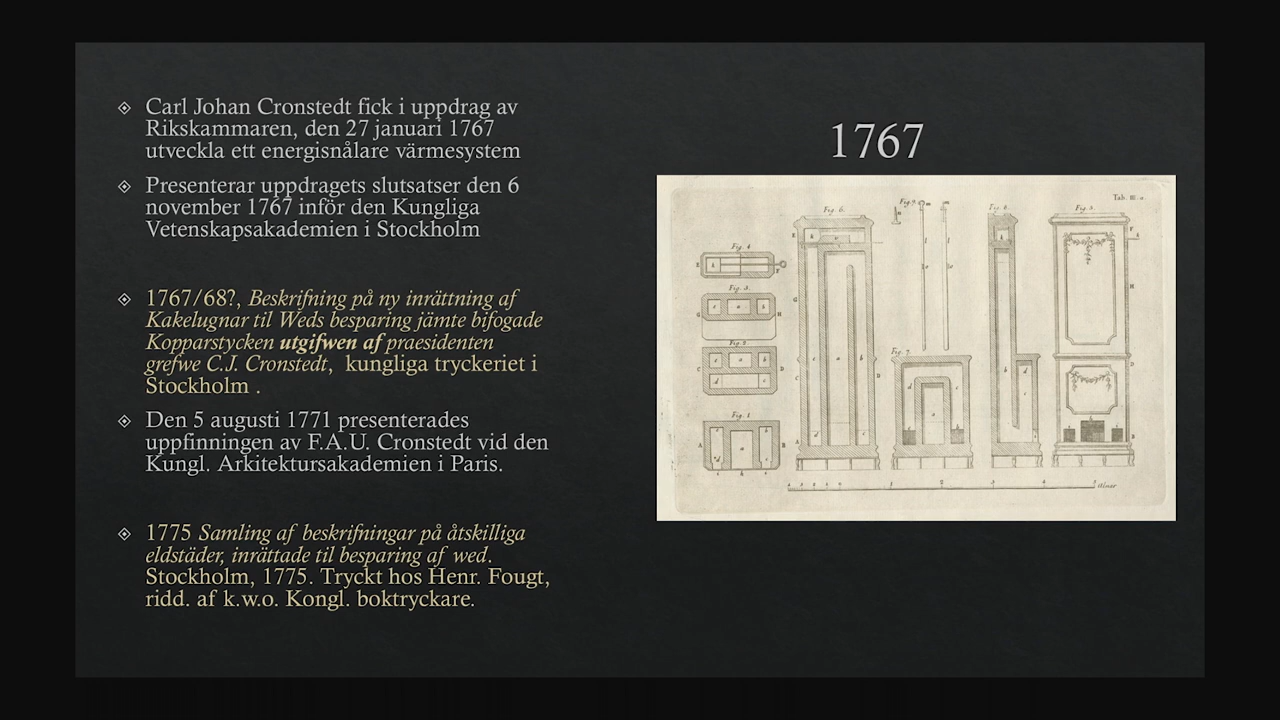 Carl Johan Cronstedt fick i uppdrag av
Rikskammaren, den 27 januari 1767
utveckla ett energisnålare värmesystem
Presenterar uppdragets slutsatser den 6
november 1767 inför den Kungliga
Vetenskapsakademien i Stockholm
1767/68?, Beskrifning på ny inrättning af
Kakelugnar til Weds besparing jämte bifogade
Kopparstycken utgifwen af praesidenten
grefwe C.J. Cronstedt, kungliga tryckeriet i
Stockholm .
Den 5 augusti 1771 presenterades
uppfinningen av F.A.U. Cronstedt vid den
Kungl. Arkitektursakademien i Paris.
1775 Samling af beskrifningar på åtskilliga
eldstäder, inrättade til besparing af wed.
Stockholm, 1775. Tryckt hos Henr. Fougt,
ridd. af k.w.o. Kongl. boktryckare.
1767
Tab. III.
Fig. 6.
Fig. 4
Fig. 3.
Fig. 2
Fig. 7.
Fig. 1
Alnar